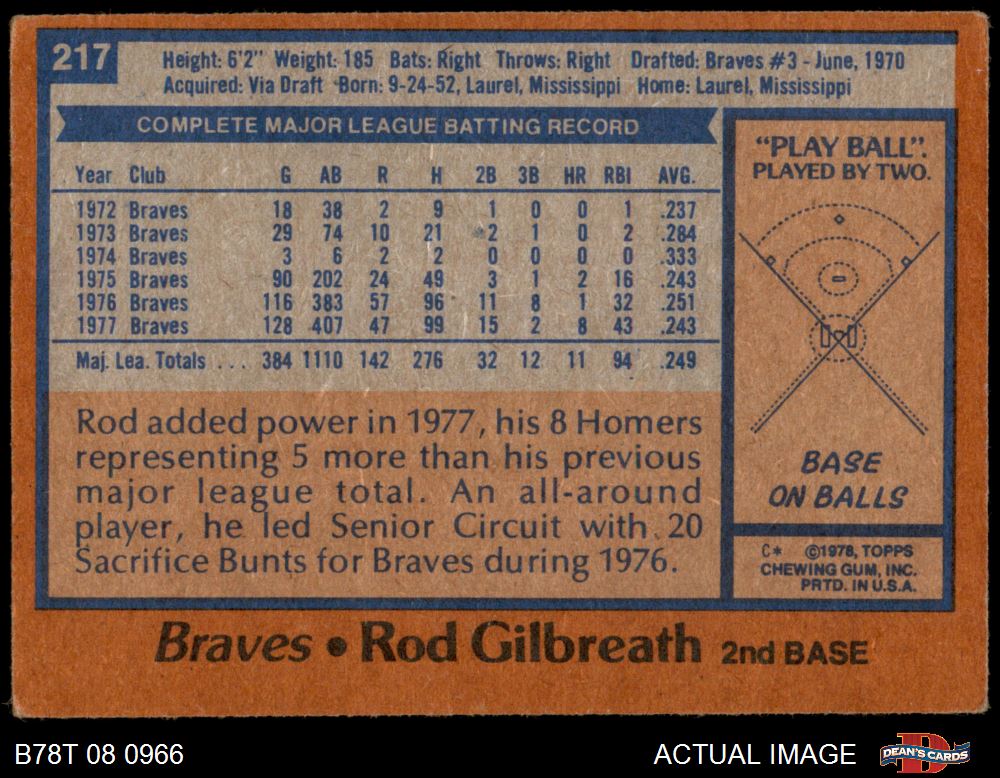 217
Height: 6'2" Weight: 185 Bats: Right Throws: Right Drafted: Braves #3 - June, 1970
Acquired: Via Draft Born: 9-24-52, Laurel, Mississippi Home: Laurel, Mississippi
COMPLETE MAJOR LEAGUE BATTING RECORD
Year Club G AB R H 2B 3B HR RBI AVG.
1972 Braves 18 38 2 9 1 0 0 1 .237
1973 Braves 29 74 10 21 2 1 0 2 .284
1974 Braves 3 6 2 2 0 0 0 0 .333
1975 Braves 90 202 24 49 3 1 2 16 .243
1976 Braves 116 383 57 96 11 8 1 32 .251
1977 Braves 128 407 47 99 15 2 8 43 .243
Maj. Lea. Totals ... 384 1110 142 276 32 12 11 94 .249
Rod added power in 1977, his 8 Homers
representing 5 more than his previous
major league total. An all-around
player, he led Senior Circuit with 20
Sacrifice Bunts for Braves during 1976.
"PLAY BALL".
PLAYED BY TWO.
BASE
ON BALLS
C* ©1978, TOPPS
CHEWING GUM, INC.
PRTD. IN U.S.A.
Braves • Rod Gilbreath 2nd BASE
B78T 08 0966 ACTUAL IMAGE
DEAN'S CARDS